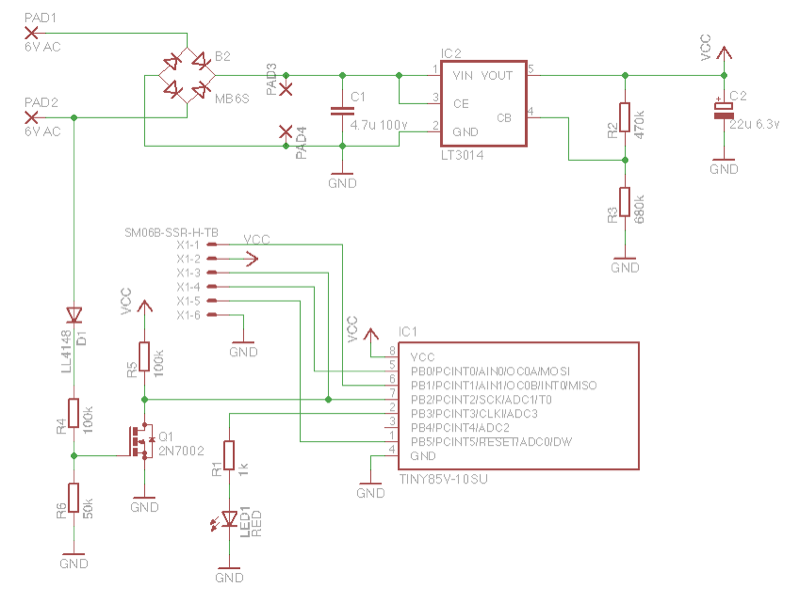 PAD1
6V AC
PAD2
6V AC
B2
MB6S
PAD3
PAD4
C1
4.7u 100v
GND
IC2
VIN VOUT
CE
CB
GND
1
3
2
5
4
LT3014
R2
470k
R3
680k
GND
VCC
C2
22u 6.3v
GND
SM06B-SSR-H-TB
X1-1
VCC
X1-2
X1-3
X1-4
X1-5
X1-6
GND
LL4148
D1
VCC
R5
100k
R4
100k
Q1
2N7002
GND
R6
50k
GND
R1
1k
LED1
RED
GND
VCC
IC1
8
VCC
5
PB0/PCINT0/AIN0/OC0A/MOSI
6
PB1/PCINT1/AIN1/OC0B/INT0/MISO
7
PB2/PCINT2/SCK/ADC1/T0
2
PB3/PCINT3/CLKI/ADC3
3
PB4/PCINT4/ADC2
1
PB5/PCINT5/RESET/ADC0/DW
4
GND
GND
TINY85V-10SU